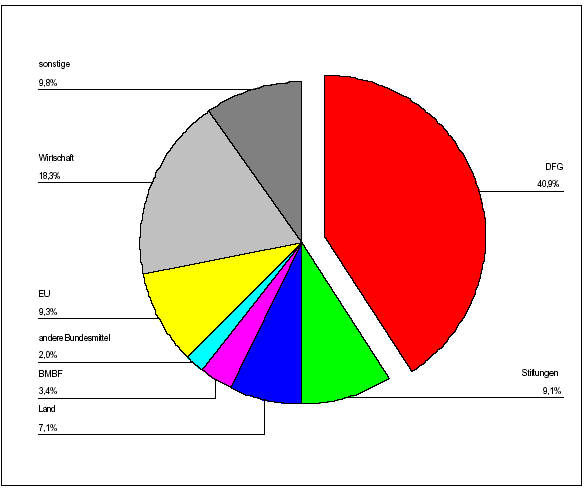 sonstige
9,8%
Wirtschaft
18,3%
EU
9,3%
andere Bundesmittel
2,0%
BMBF
3,4%
Land
7,1%
DFG
40,9%
Stiftungen
9,1%